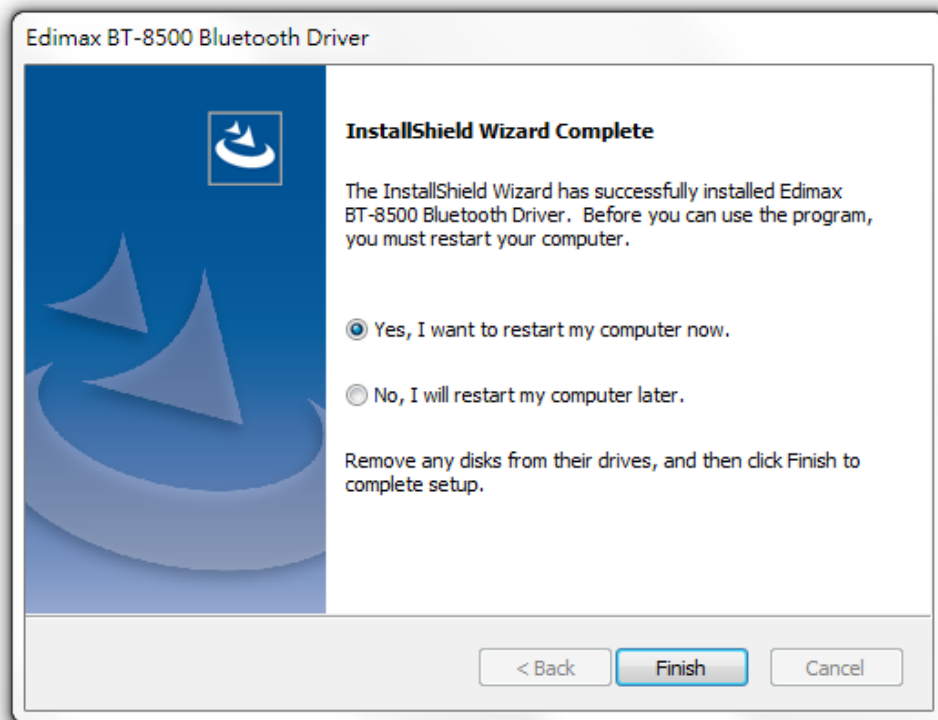 Edimax BT-8500 Bluetooth Driver
InstallShield Wizard Complete
The InstallShield Wizard has successfully installed Edimax
BT-8500 Bluetooth Driver.  Before you can use the program,
you must restart your computer.
Yes, I want to restart my computer now.
No, I will restart my computer later.
Remove any disks from their drives, and then click Finish to
complete setup.
< Back Finish Cancel